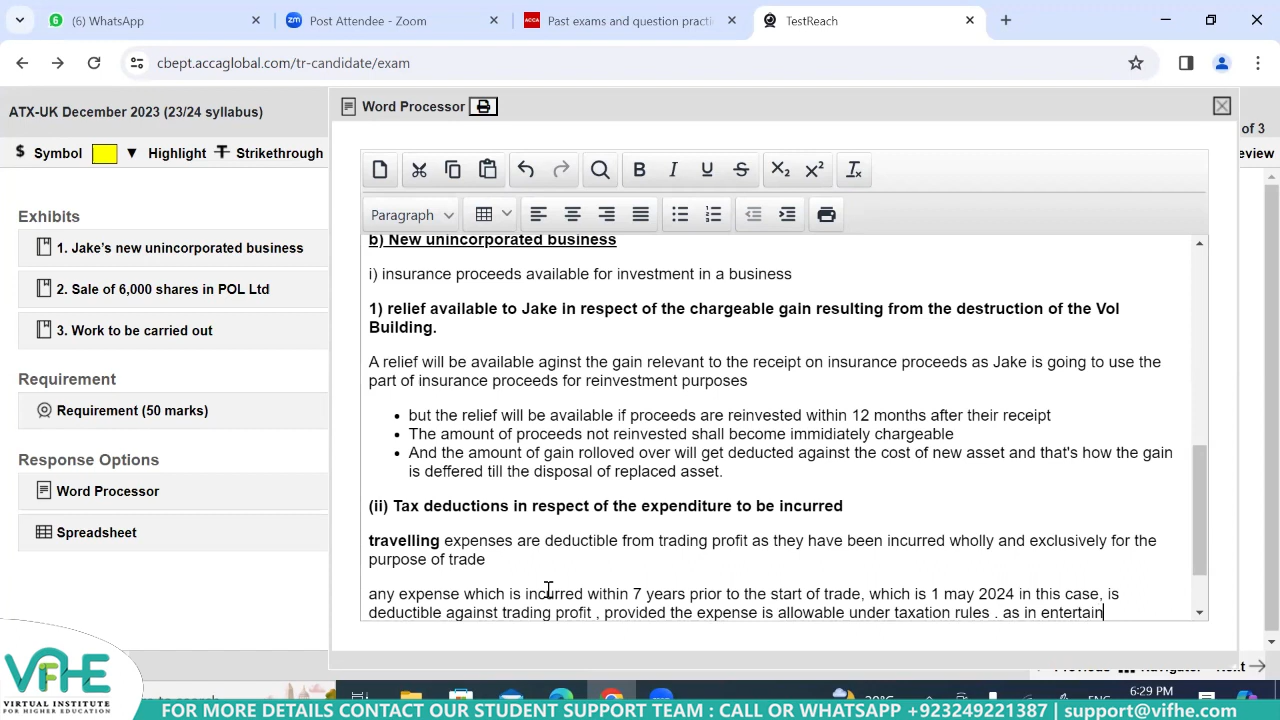 (6) WhatsApp
Post Attendee - Zoom
Past exams and question practi
TestReach
cbept.accaglobal.com/tr-candidate/exam
ATX-UK December 2023 (23/24 syllabus)
Word Processor
of 3
$ Symbol Highlight T Strikethrough
eview
B I U S X₂ X² Tx
Paragraph
Exhibits
1. Jake's new unincorporated business
2. Sale of 6,000 shares in POL Ltd
3. Work to be carried out
Requirement
Requirement (50 marks)
Response Options
Word Processor
Spreadsheet
b) New unincorporated business
i) insurance proceeds available for investment in a business
1) relief available to Jake in respect of the chargeable gain resulting from the destruction of the Vol
Building.
A relief will be available aginst the gain relevant to the receipt on insurance proceeds as Jake is going to use the
part of insurance proceeds for reinvestment purposes
• but the relief will be available if proceeds are reinvested within 12 months after their receipt
• The amount of proceeds not reinvested shall become immidiately chargeable
• And the amount of gain rolloved over will get deducted against the cost of new asset and that's how the gain
is deffered till the disposal of replaced asset.
(ii) Tax deductions in respect of the expenditure to be incurred
travelling expenses are deductible from trading profit as they have been incurred wholly and exclusively for the
purpose of trade
any expense which is incurred within 7 years prior to the start of trade, which is 1 may 2024 in this case, is
deductible against trading profit , provided the expense is allowable under taxation rules . as in entertain
6:29 PM
ENG
VFHE
VIRTUAL INSTITUTE
FOR HIGHER EDUCATION
FOR MORE DETAILS CONTACT OUR STUDENT SUPPORT TEAM : CALL OR WHATSAPP +923249221387 | support@vifhe.com